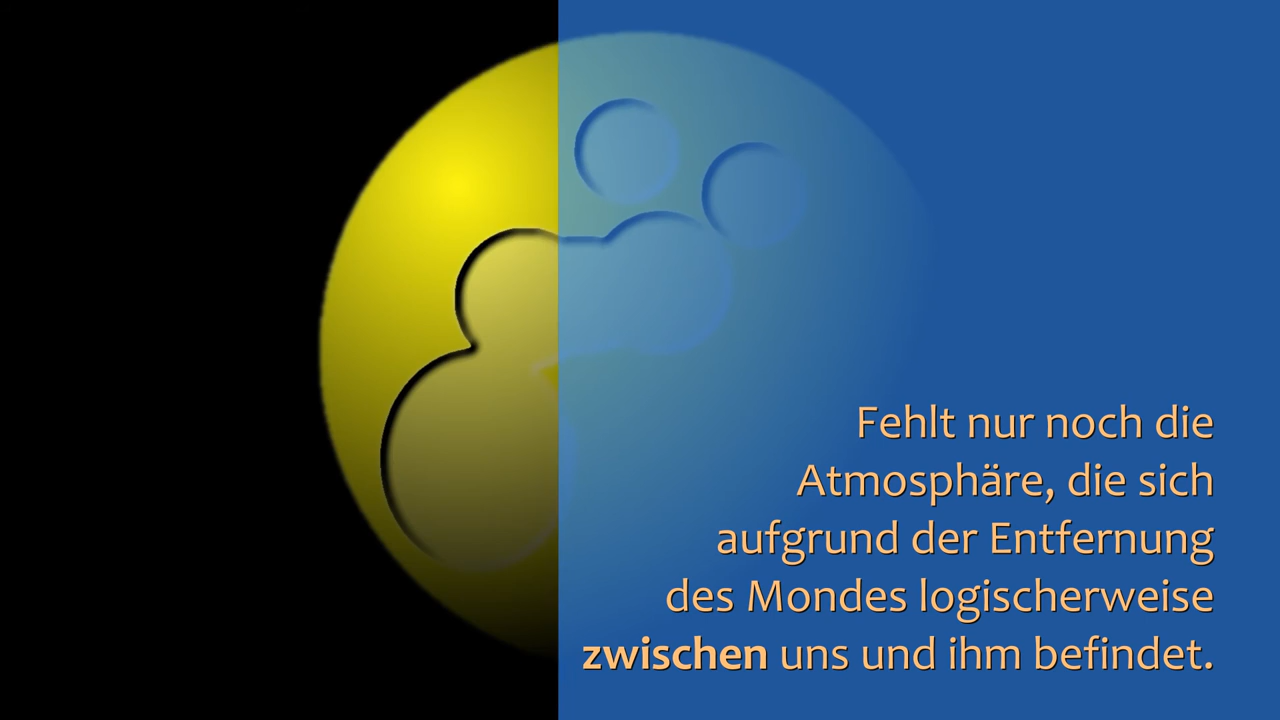 Fehlt nur noch die
Atmosphäre, die sich
aufgrund der Entfernung
des Mondes logischerweise
zwischen uns und ihm befindet.